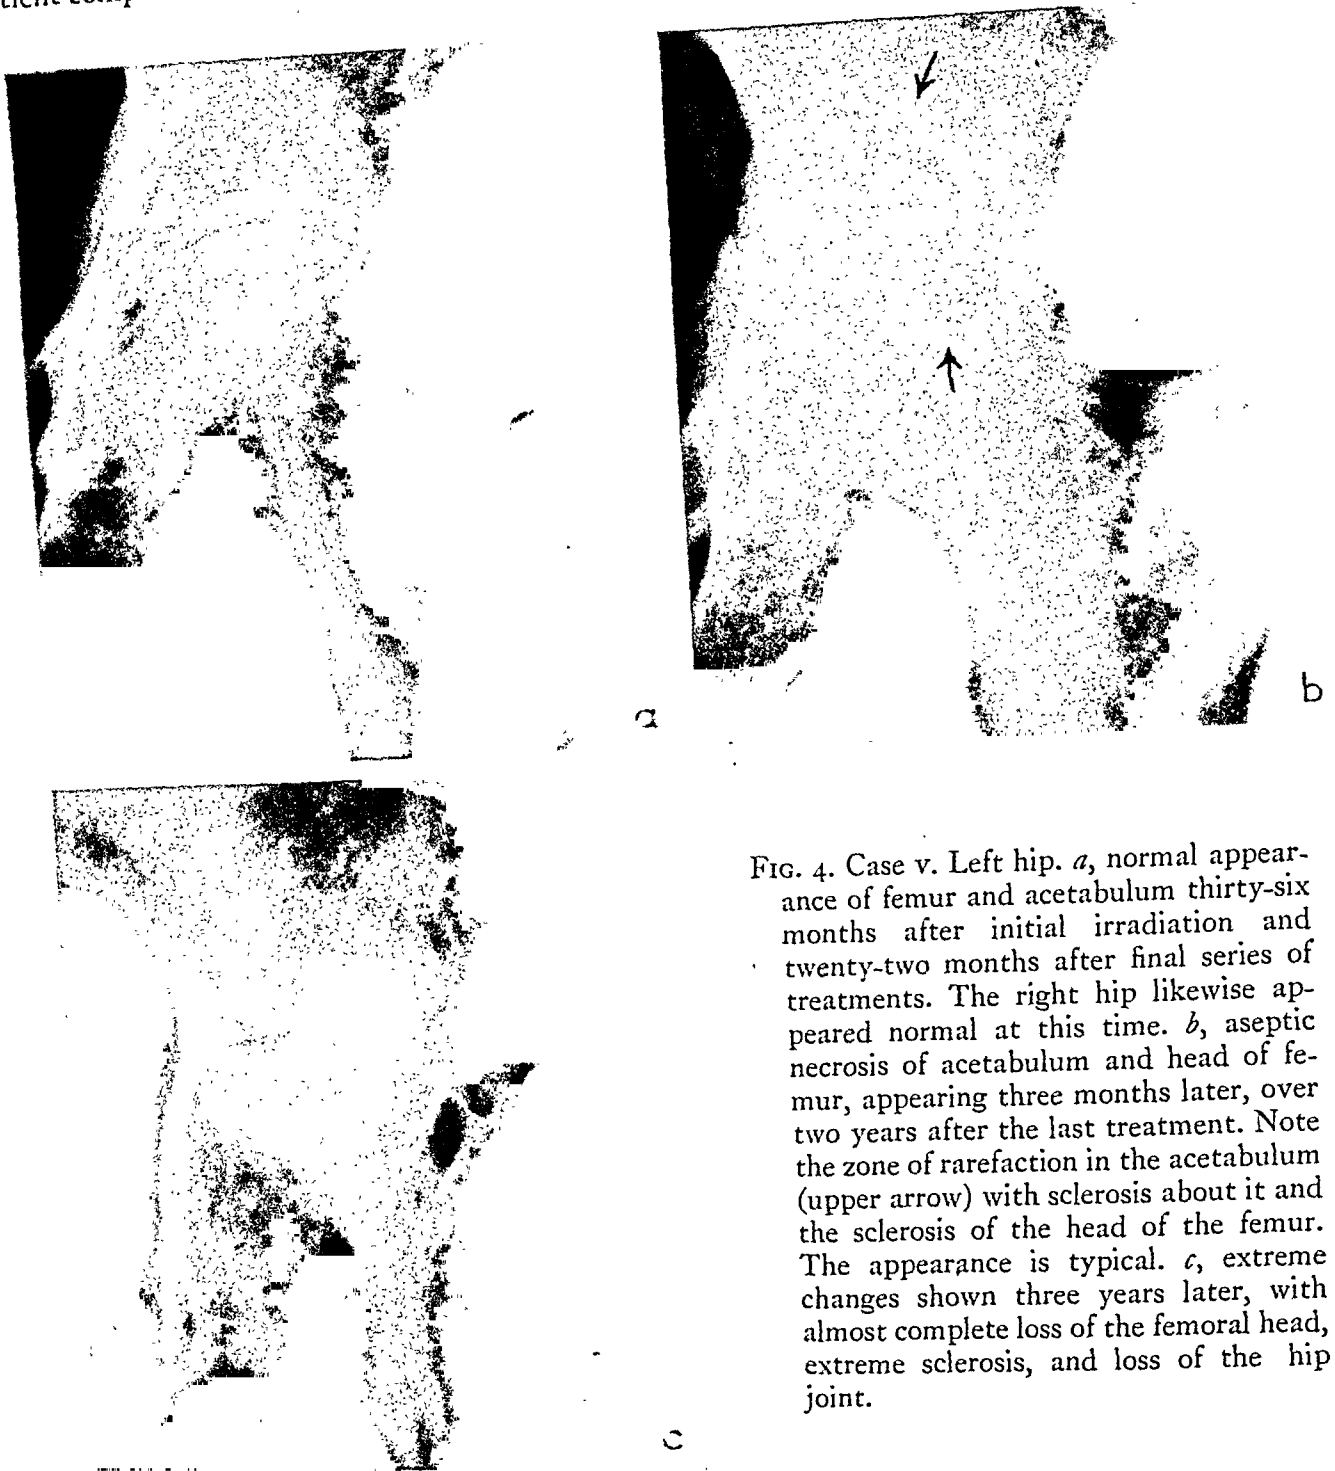 a
b
c
FIG. 4. Case v. Left hip. a, normal appear-
ance of femur and acetabulum thirty-six
months after initial irradiation and
twenty-two months after final series of
treatments. The right hip likewise ap-
peared normal at this time. b, aseptic
necrosis of acetabulum and head of fe-
mur, appearing three months later, over
two years after the last treatment. Note
the zone of rarefaction in the acetabulum
(upper arrow) with sclerosis about it and
the sclerosis of the head of the femur.
The appearance is typical. c, extreme
changes shown three years later, with
almost complete loss of the femoral head,
extreme sclerosis, and loss of the hip
joint.